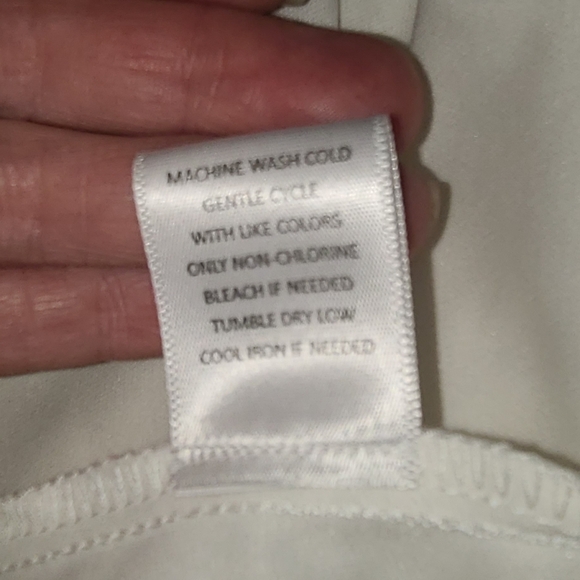 MACHINE WASH COLD
GENTLE CYCLE
WITH LIKE COLORS
ONLY NON-CHLORINE
BLEACH IF NEEDED
TUMBLE DRY LOW
COOL IRON IF NEEDED